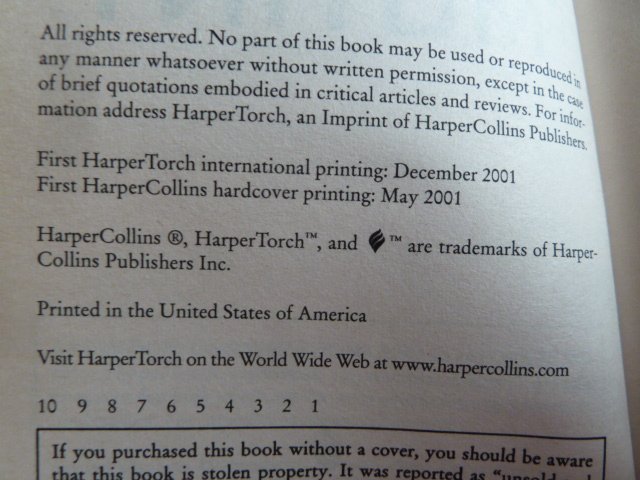 All rights reserved. No part of this book may be used or reproduced in
any manner whatsoever without written permission, except in the case
of brief quotations embodied in critical articles and reviews. For infor-
mation address HarperTorch, an Imprint of HarperCollins Publishers.
First HarperTorch international printing: December 2001
First HarperCollins hardcover printing: May 2001
HarperCollins ®, HarperTorch™, and ™ are trademarks of Harper-
Collins Publishers Inc.
Printed in the United States of America
Visit HarperTorch on the World Wide Web at www.harpercollins.com
10 9 8 7 6 5 4 3 2 1
If you purchased this book without a cover, you should be aware
that this book is stolen property. It was reported as "unsold and